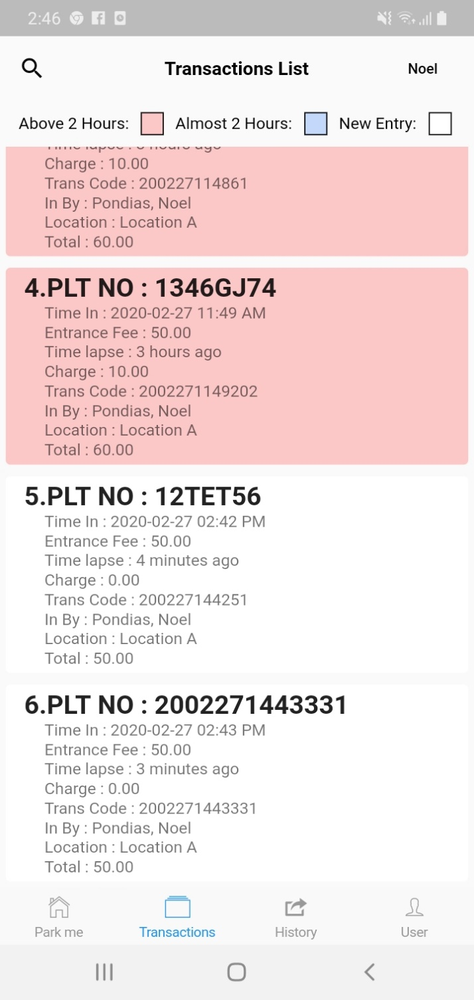 2:46
Transactions List
Noel
Above 2 Hours:
Almost 2 Hours:
New Entry:
Time lapse : 3 hours ago
Charge : 10.00
Trans Code : 200227114861
In By : Pondias, Noel
Location : Location A
Total : 60.00
4.PLT NO : 1346GJ74
Time In : 2020-02-27 11:49 AM
Entrance Fee : 50.00
Time lapse : 3 hours ago
Charge : 10.00
Trans Code : 2002271149202
In By : Pondias, Noel
Location : Location A
Total : 60.00
5.PLT NO : 12TET56
Time In : 2020-02-27 02:42 PM
Entrance Fee : 50.00
Time lapse : 4 minutes ago
Charge : 0.00
Trans Code : 200227144251
In By : Pondias, Noel
Location : Location A
Total : 50.00
6.PLT NO : 2002271443331
Time In : 2020-02-27 02:43 PM
Entrance Fee : 50.00
Time lapse : 3 minutes ago
Charge : 0.00
Trans Code : 2002271443331
In By : Pondias, Noel
Location : Location A
Total : 50.00
Park me
Transactions
History
User